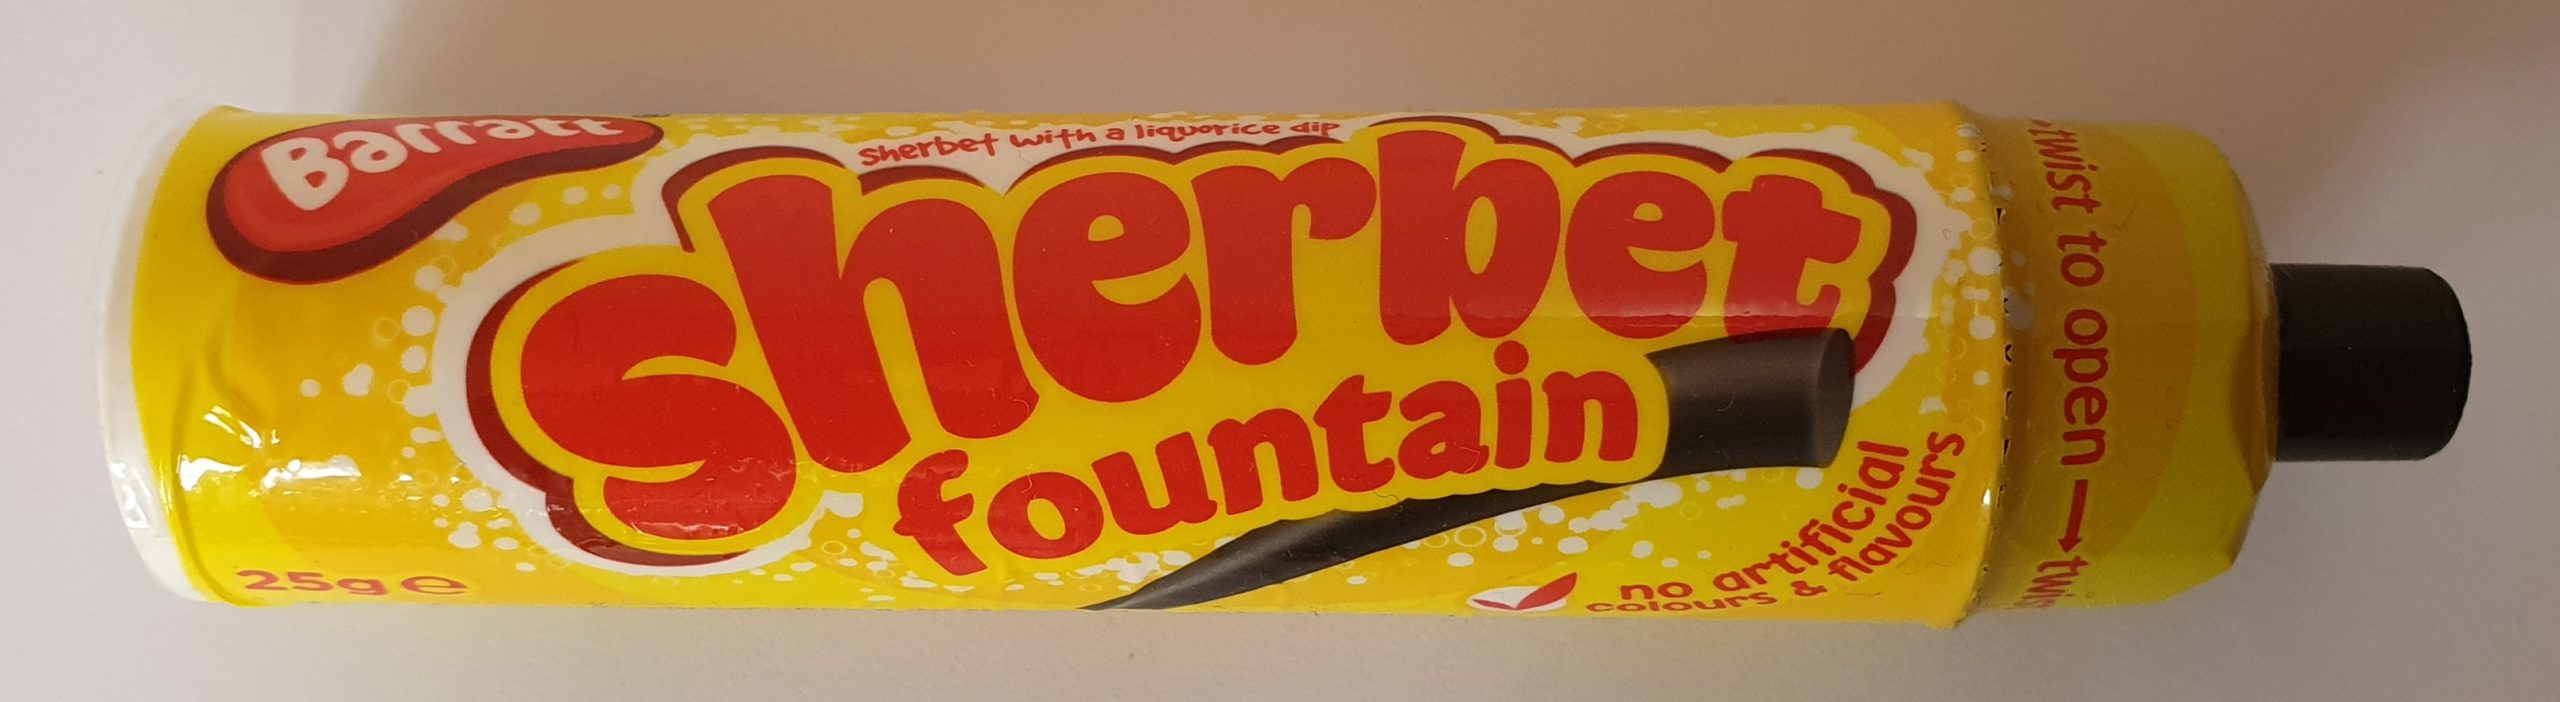 Barratt
sherbet with a liquorice dip
sherbet
fountain
25g e
no artificial
colours & flavours
twist to open